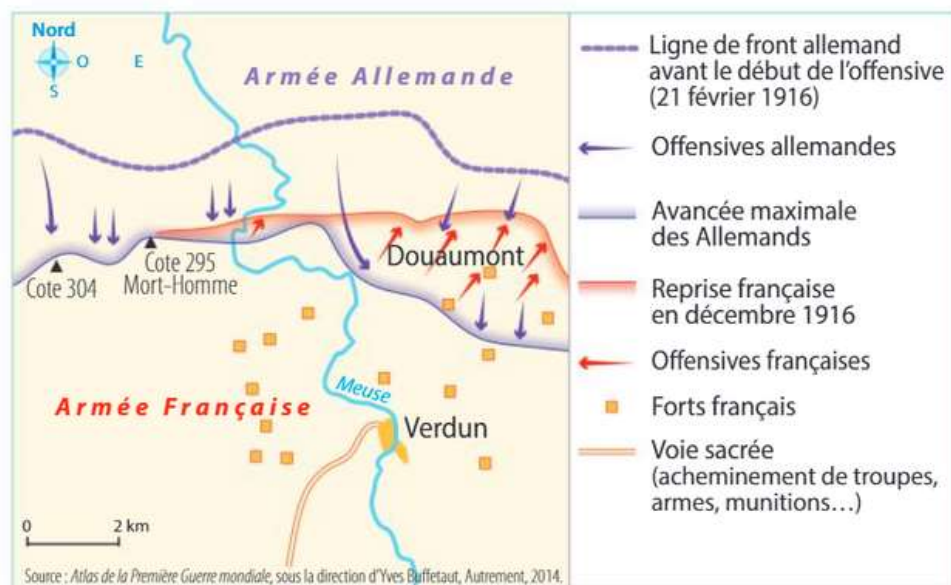 Nord
O E
S
Armée Allemande
Douaumont
Cote 295
Cote 304
Mort-Homme
Armée Française
Meuse
Verdun
0 2 km
Source : Atlas de la Première Guerre mondiale, sous la direction d'Yves Buffetaut, Autrement, 2014.
Ligne de front allemand
avant le début de l'offensive
(21 février 1916)
Offensives allemandes
Avancée maximale
des Allemands
Reprise française
en décembre 1916
Offensives françaises
Forts français
Voie sacrée
(acheminement de troupes,
armes, munitions…)